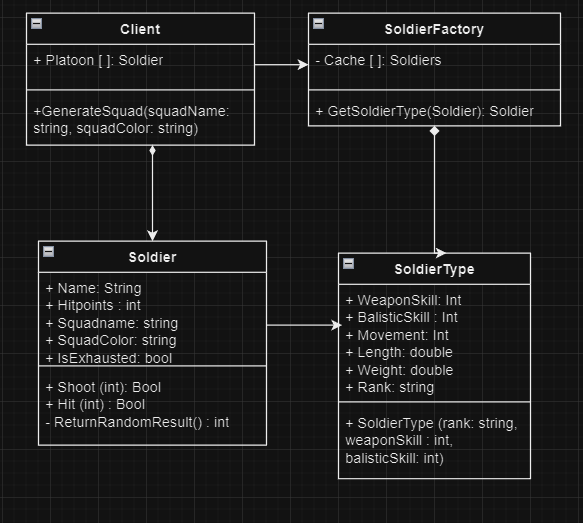 Client
+ Platoon [ ]: Soldier
+GenerateSquad(squadName:
string, squadColor: string)
SoldierFactory
- Cache [ ]: Soldiers
+ GetSoldierType(Soldier): Soldier
Soldier
+ Name: String
+ Hitpoints : int
+ Squadname: string
+ SquadColor: string
+ IsExhausted: bool
+ Shoot (int): Bool
+ Hit (int) : Bool
- ReturnRandomResult() : int
SoldierType
+ WeaponSkill: Int
+ BalisticSkill : Int
+ Movement: Int
+ Length: double
+ Weight: double
+ Rank: string
+ SoldierType (rank: string,
weaponSkill : int,
balisticSkill: int)